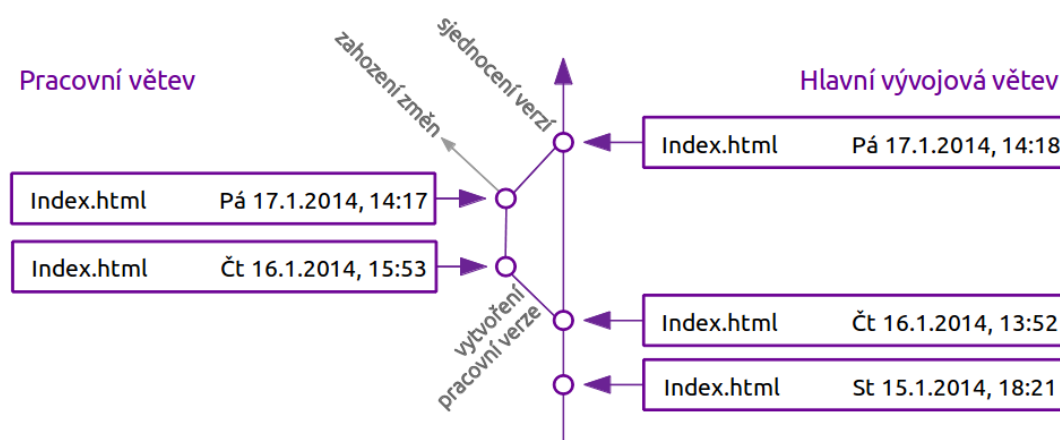 Pracovní větev
zahození změn
sjednocení verzí
Hlavní vývojová větev
Index.html Pá 17.1.2014, 14:18
Index.html Pá 17.1.2014, 14:17
Index.html Čt 16.1.2014, 15:53
vytvoření
pracovní verze
Index.html Čt 16.1.2014, 13:52
Index.html St 15.1.2014, 18:21